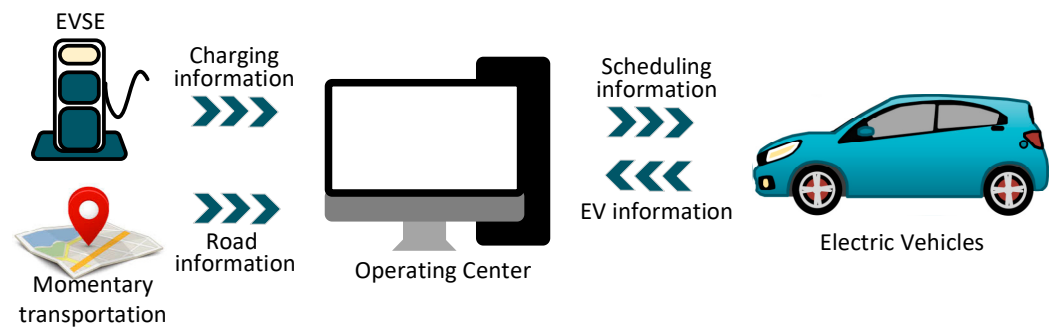 EVSE
Charging
information
Scheduling
information
EV information
Road
information
Momentary
transportation
Operating Center
Electric Vehicles